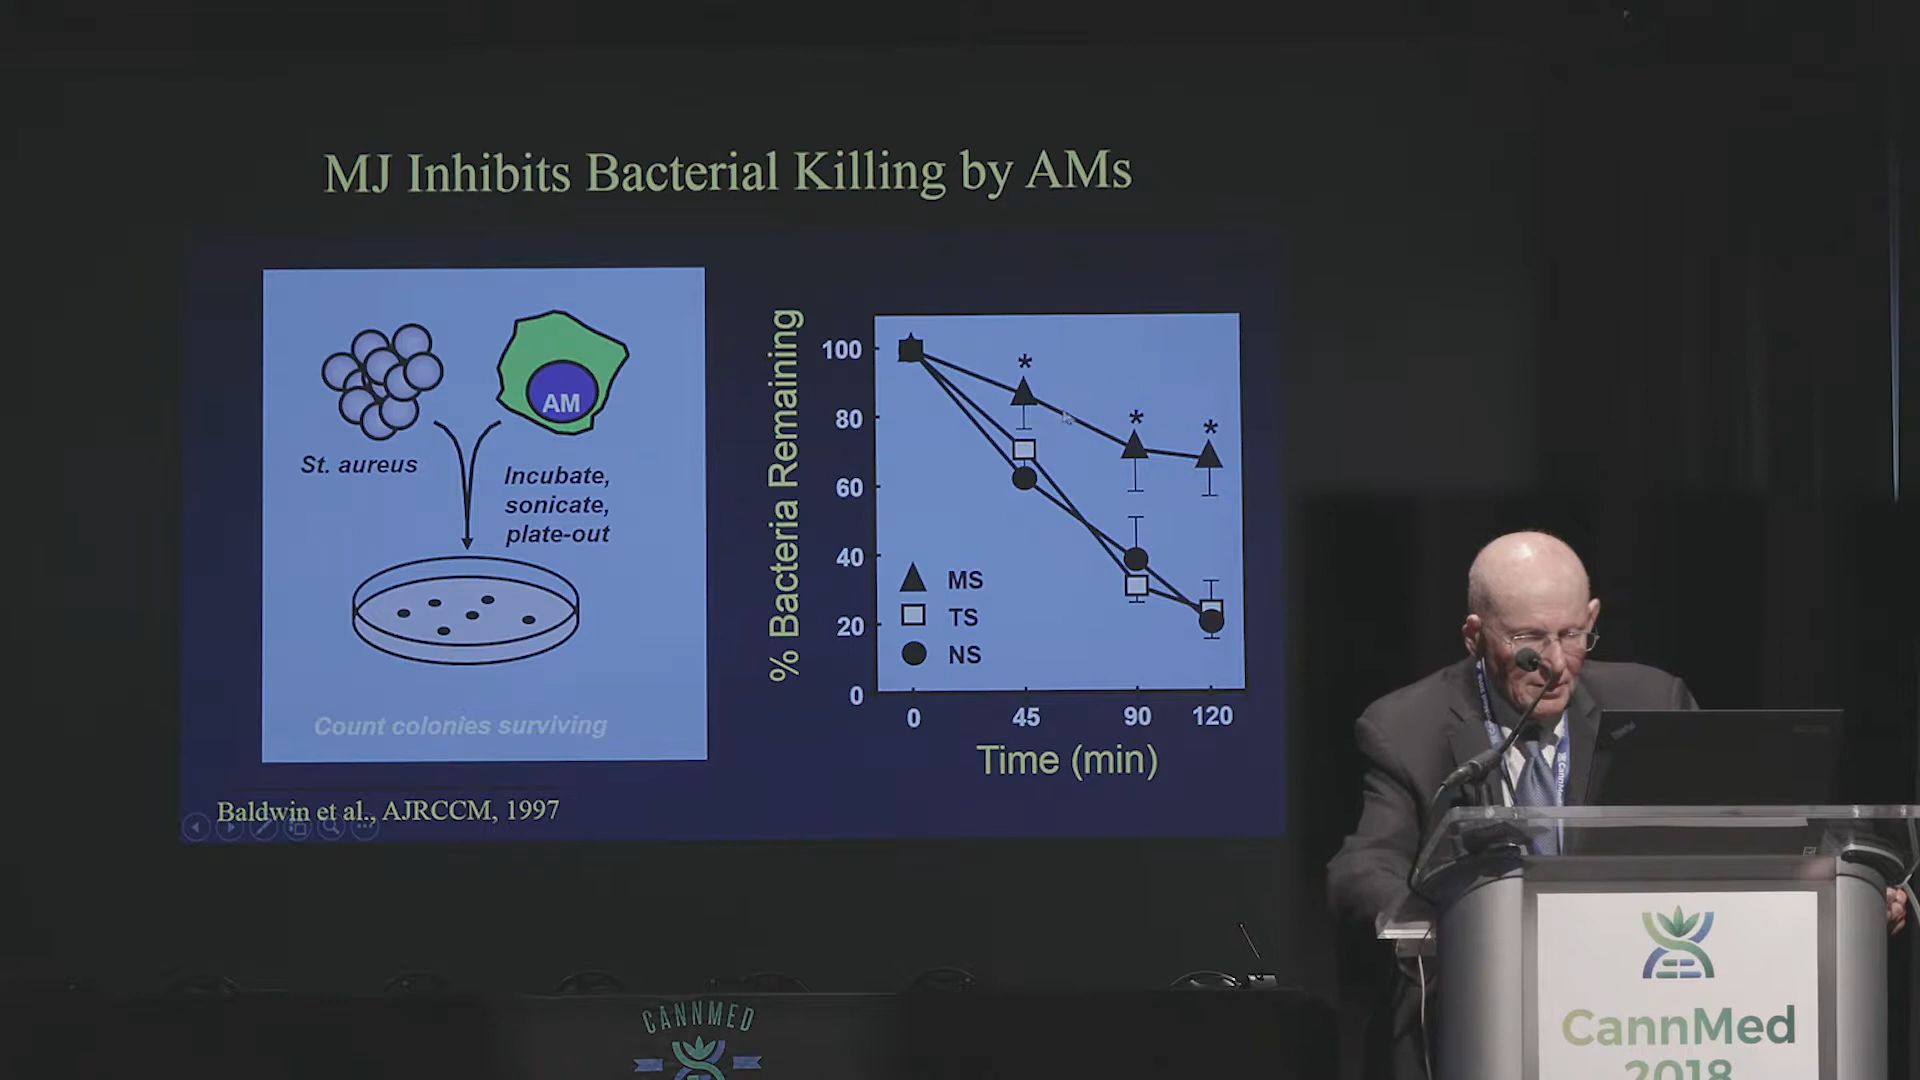 MJ Inhibits Bacterial Killing by AMs
AM
St. aureus
Incubate,
sonicate,
plate-out
Count colonies surviving
% Bacteria Remaining
100
80
60
40
20
0
*
*
*
MS
TS
NS
0 45 90 120
Time (min)
Baldwin et al., AJRCCM, 1997
CANNMED
CannMed
2018